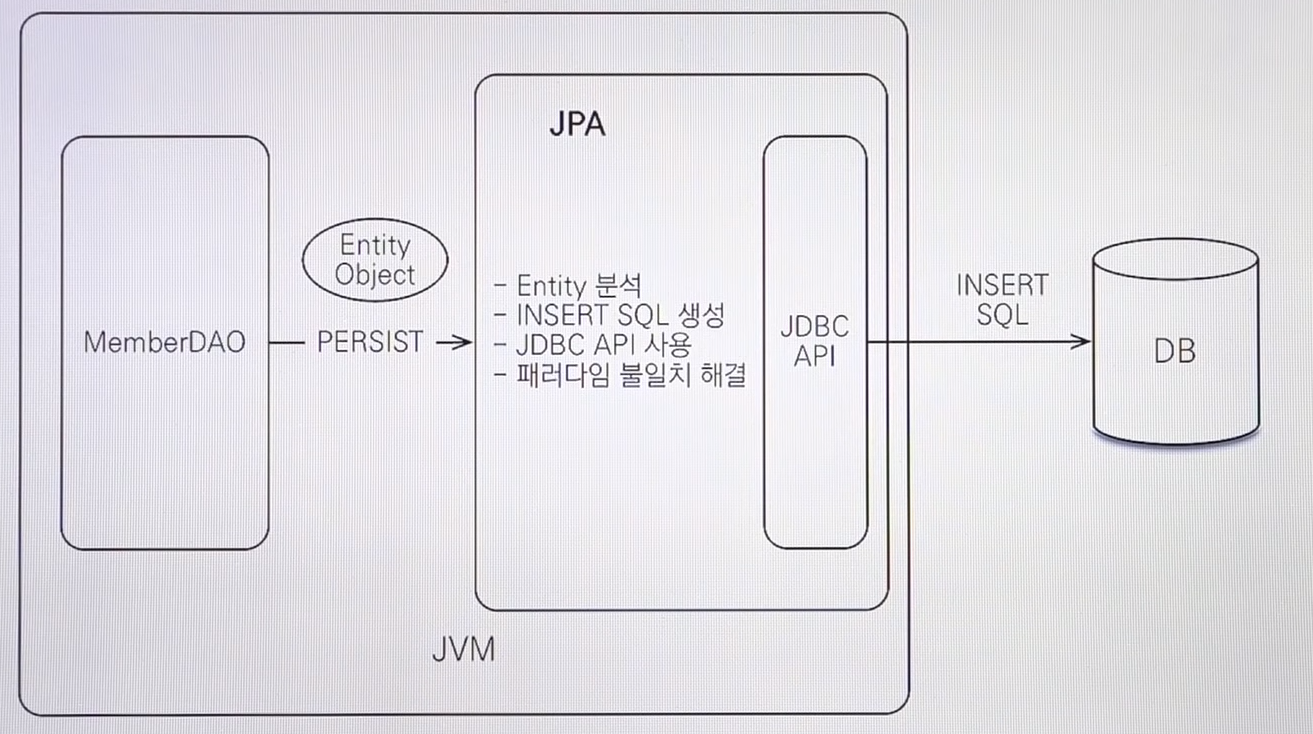 JPA
Entity
Object
MemberDAO
PERSIST
- Entity 분석
- INSERT SQL 생성
- JDBC API 사용
- 패러다임 불일치 해결
JDBC
API
INSERT
SQL
DB
JVM